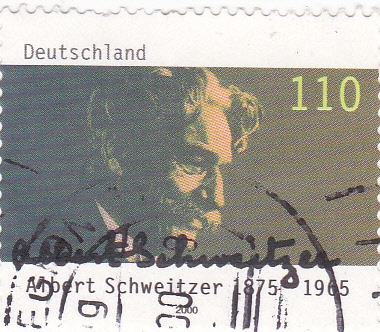 Deutschland
110
Albert Schweitzer
Albert Schweitzer 1875 - 1965
2000